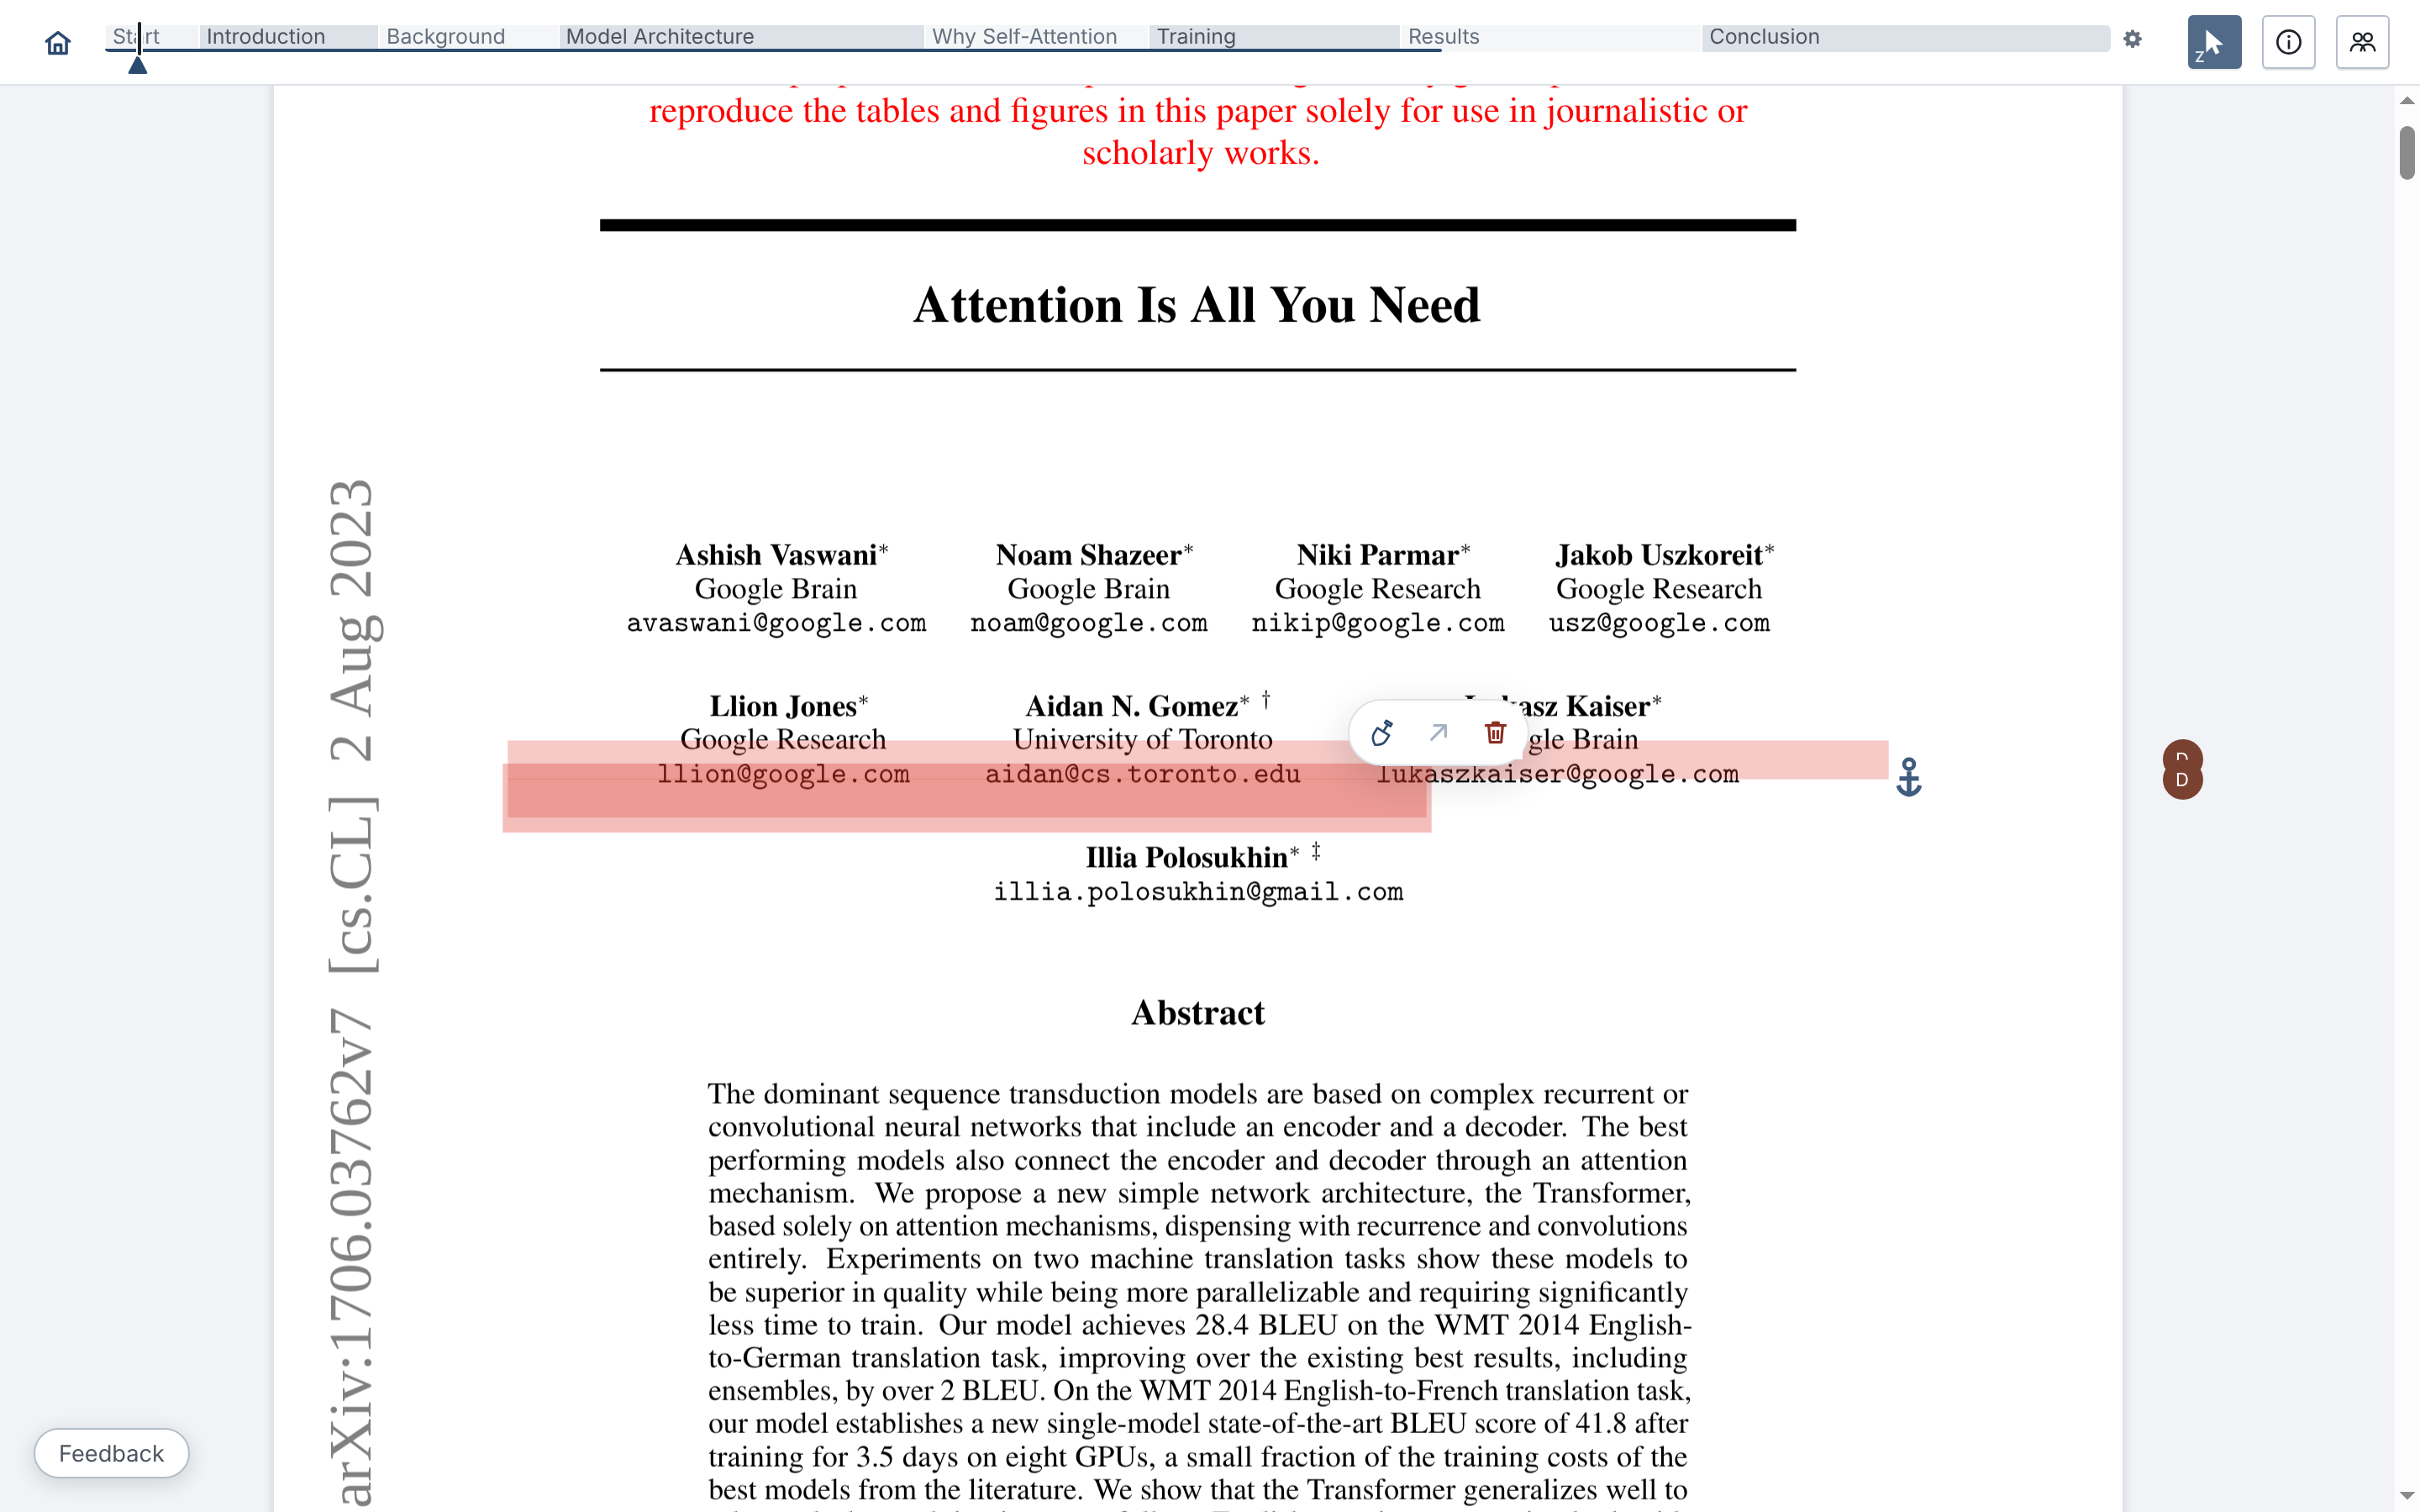 Start
Introduction
Background
Model Architecture
Why Self-Attention
Training
Results
Conclusion
Z
reproduce the tables and figures in this paper solely for use in journalistic or
scholarly works.
Attention Is All You Need
Ashish Vaswani* Noam Shazeer* Niki Parmar* Jakob Uszkoreit*
Google Brain Google Brain Google Research Google Research
avaswani@google.com noam@google.com nikip@google.com usz@google.com
Llion Jones* Aidan N. Gomez* † Kaiser*
Google Research University of Toronto Brain
llion@google.com aidan@cs.toronto.edu lukaszkaiser@google.com
D
D
Illia Polosukhin* ‡
illia.polosukhin@gmail.com
arXiv:1706.03762v7 [cs.CL] 2 Aug 2023
Abstract
The dominant sequence transduction models are based on complex recurrent or
convolutional neural networks that include an encoder and a decoder. The best
performing models also connect the encoder and decoder through an attention
mechanism. We propose a new simple network architecture, the Transformer,
based solely on attention mechanisms, dispensing with recurrence and convolutions
entirely. Experiments on two machine translation tasks show these models to
be superior in quality while being more parallelizable and requiring significantly
less time to train. Our model achieves 28.4 BLEU on the WMT 2014 English-
to-German translation task, improving over the existing best results, including
ensembles, by over 2 BLEU. On the WMT 2014 English-to-French translation task,
our model establishes a new single-model state-of-the-art BLEU score of 41.8 after
training for 3.5 days on eight GPUs, a small fraction of the training costs of the
best models from the literature. We show that the Transformer generalizes well to
Feedback